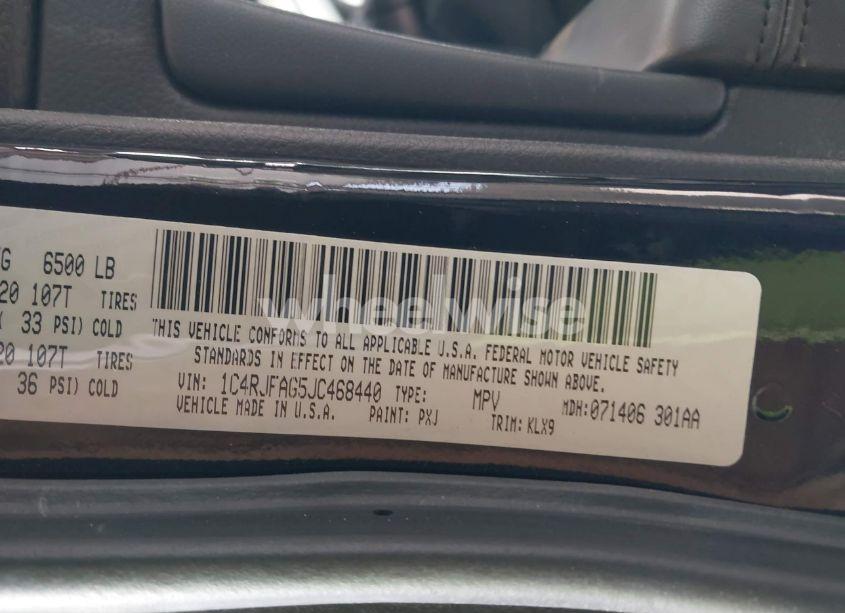 6500 LB
20 107T TIRES
33 PSI) COLD
20 107T TIRES
36 PSI) COLD
THIS VEHICLE CONFORMS TO ALL APPLICABLE U.S.A. FEDERAL MOTOR VEHICLE SAFETY
STANDARDS IN EFFECT ON THE DATE OF MANUFACTURE SHOWN ABOVE.
VIN: 1C4RJFAG5JC468440 TYPE: MPV MDH:071406 301AA
VEHICLE MADE IN U.S.A. PAINT: PXJ TRIM: KLX9
wheelwise